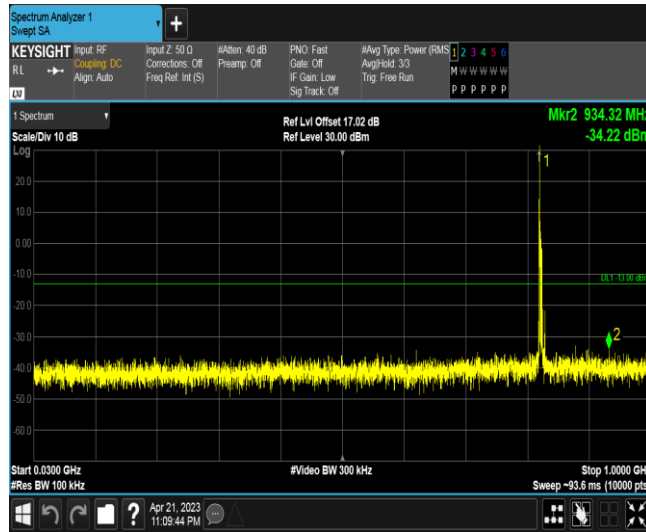 Spectrum Analyzer 1
Swept SA
+
KEYSIGHT
RL
LXI
Input: RF
Coupling: DC
Align: Auto
Input Z: 50 Ω
Corrections: Off
Freq Ref: Int (S)
#Atten: 40 dB
Preamp: Off
PNO: Fast
Gate: Off
IF Gain: Low
Sig Track: Off
#Avg Type: Power (RMS
Avg|Hold: 3/3
Trig: Free Run
1 2 3 4 5 6
M W W W W W
P P P P P P
1 Spectrum
Scale/Div 10 dB
Log
Ref Lvl Offset 17.02 dB
Ref Level 30.00 dBm
Mkr2 934.32 MHz
-34.22 dBm
1
20.0
10.0
0.00
-10.0
DL1 -13.00 dBm
-20.0
-30.0
2
-40.0
-50.0
-60.0
Start 0.0300 GHz
#Res BW 100 kHz
#Video BW 300 kHz
Stop 1.0000 GH
Sweep ~93.6 ms (10000 pts
?
Apr 21, 2023
11:09:44 PM